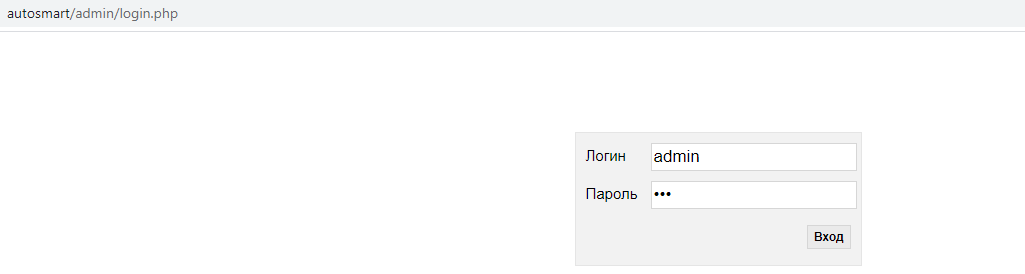 autosmart/admin/login.php
Логин admin
Пароль •••
Вход